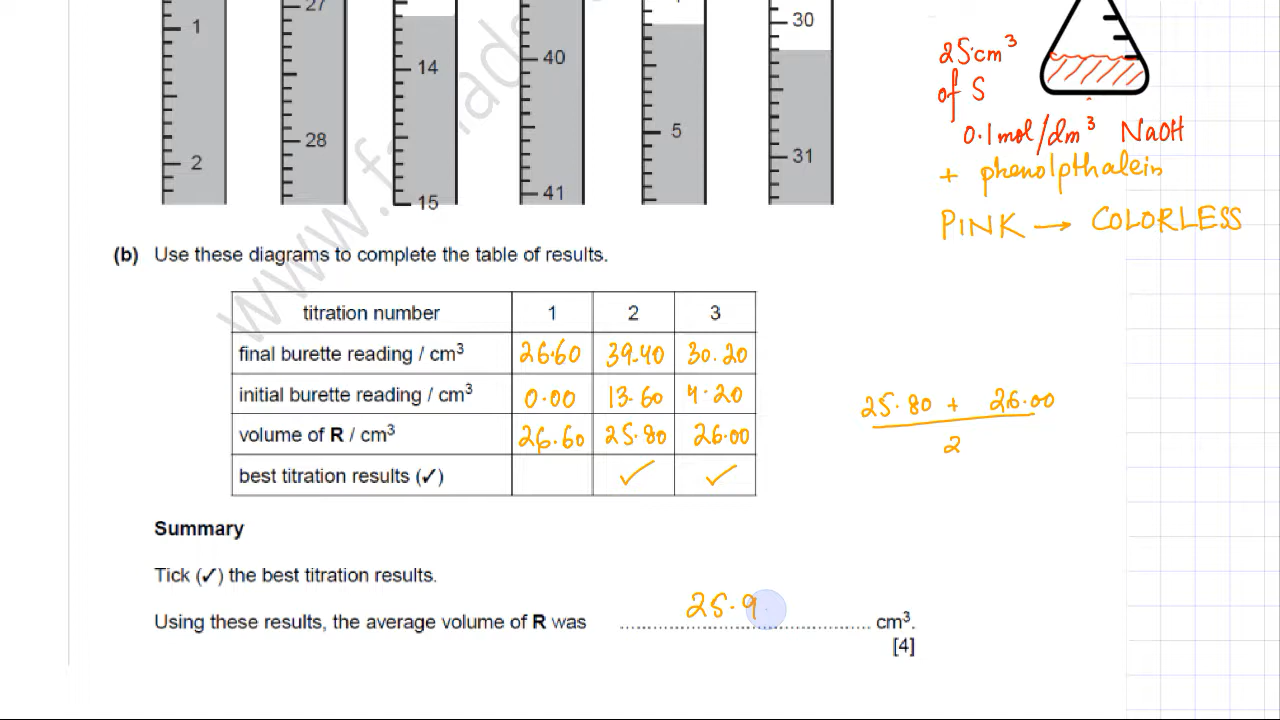 1
2
27
28
14
15
40
41
5
30
31
25 cm³
of S
0.1 mol/dm³ NaOH
+ phenolpthalein
PINK → COLORLESS
(b) Use these diagrams to complete the table of results.
titration number 1 2 3
final burette reading / cm³ 26.60 39.40 30.20
initial burette reading / cm³ 0.00 13.60 4.20
volume of R / cm³ 26.60 25.80 26.00
best titration results (✓) ✓ ✓
25.80 + 26.00
2
Summary
Tick (✓) the best titration results.
Using these results, the average volume of R was 25.9 cm³.
[4]